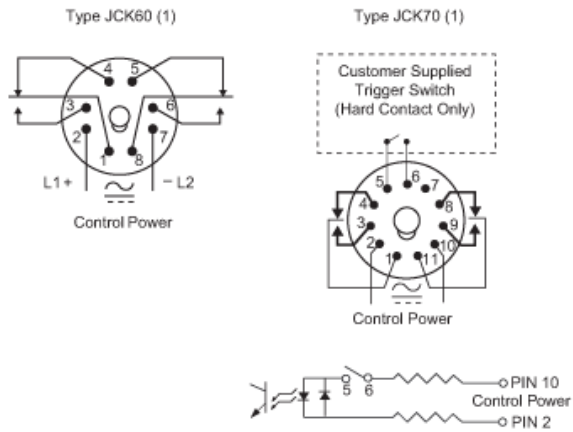 Type JCK60 (1)
4 5
3 6
2 7
1 8
L1 + – L2
Control Power
Type JCK70 (1)
Customer Supplied
Trigger Switch
(Hard Contact Only)
5 6 7
4 8
3 9
2 10
1 11
Control Power
5 6
PIN 10
Control Power
PIN 2